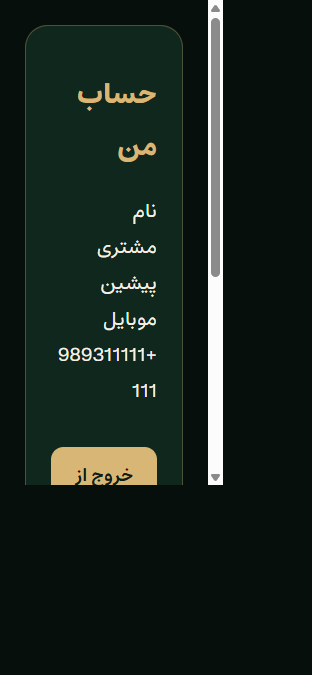 حساب
من
نام
مشتری
پیشین
موبایل
+989311111
111
خروج از